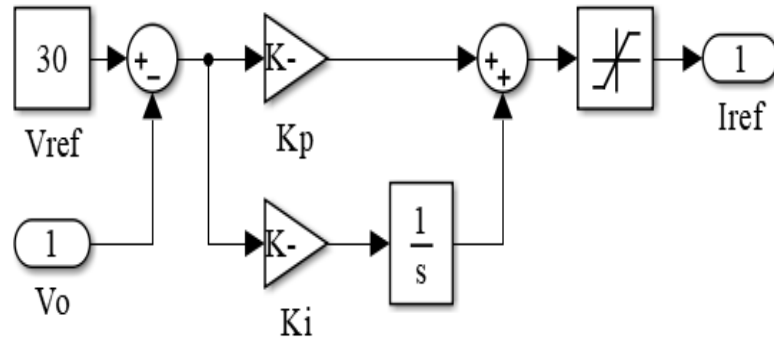 30
Vref
+
-
K-
Kp
+
+
1
Iref
1
Vo
K-
Ki
1
s